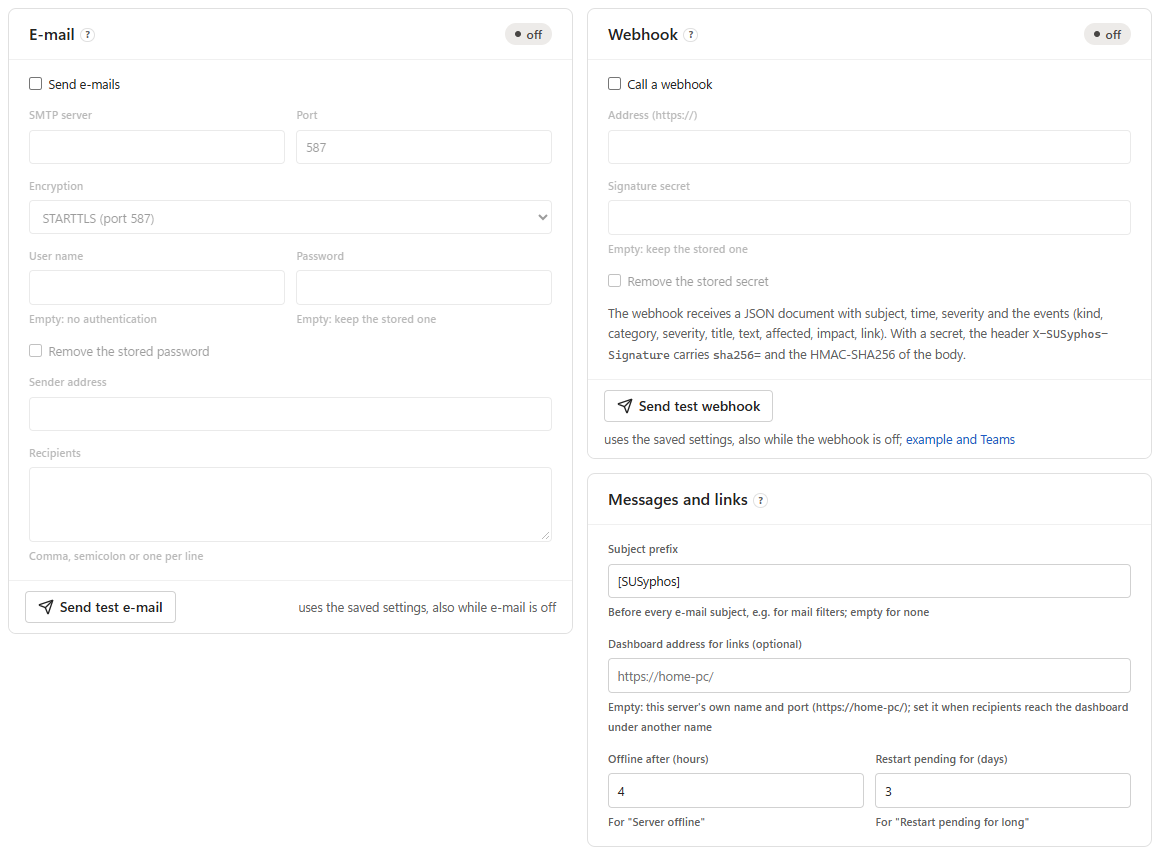 E-mail ?
off
Send e-mails
SMTP server
Port
587
Encryption
STARTTLS (port 587)
User name
Password
Empty: no authentication
Empty: keep the stored one
Remove the stored password
Sender address
Recipients
Comma, semicolon or one per line
Send test e-mail
uses the saved settings, also while e-mail is off
Webhook ?
off
Call a webhook
Address (https://)
Signature secret
Empty: keep the stored one
Remove the stored secret
The webhook receives a JSON document with subject, time, severity and the events (kind,
category, severity, title, text, affected, impact, link). With a secret, the header X-SUSyphos-
Signature carries sha256= and the HMAC-SHA256 of the body.
Send test webhook
uses the saved settings, also while the webhook is off; example and Teams
Messages and links ?
Subject prefix
[SUSyphos]
Before every e-mail subject, e.g. for mail filters; empty for none
Dashboard address for links (optional)
https://home-pc/
Empty: this server's own name and port (https://home-pc/); set it when recipients reach the dashboard
under another name
Offline after (hours)
Restart pending for (days)
4
3
For "Server offline"
For "Restart pending for long"